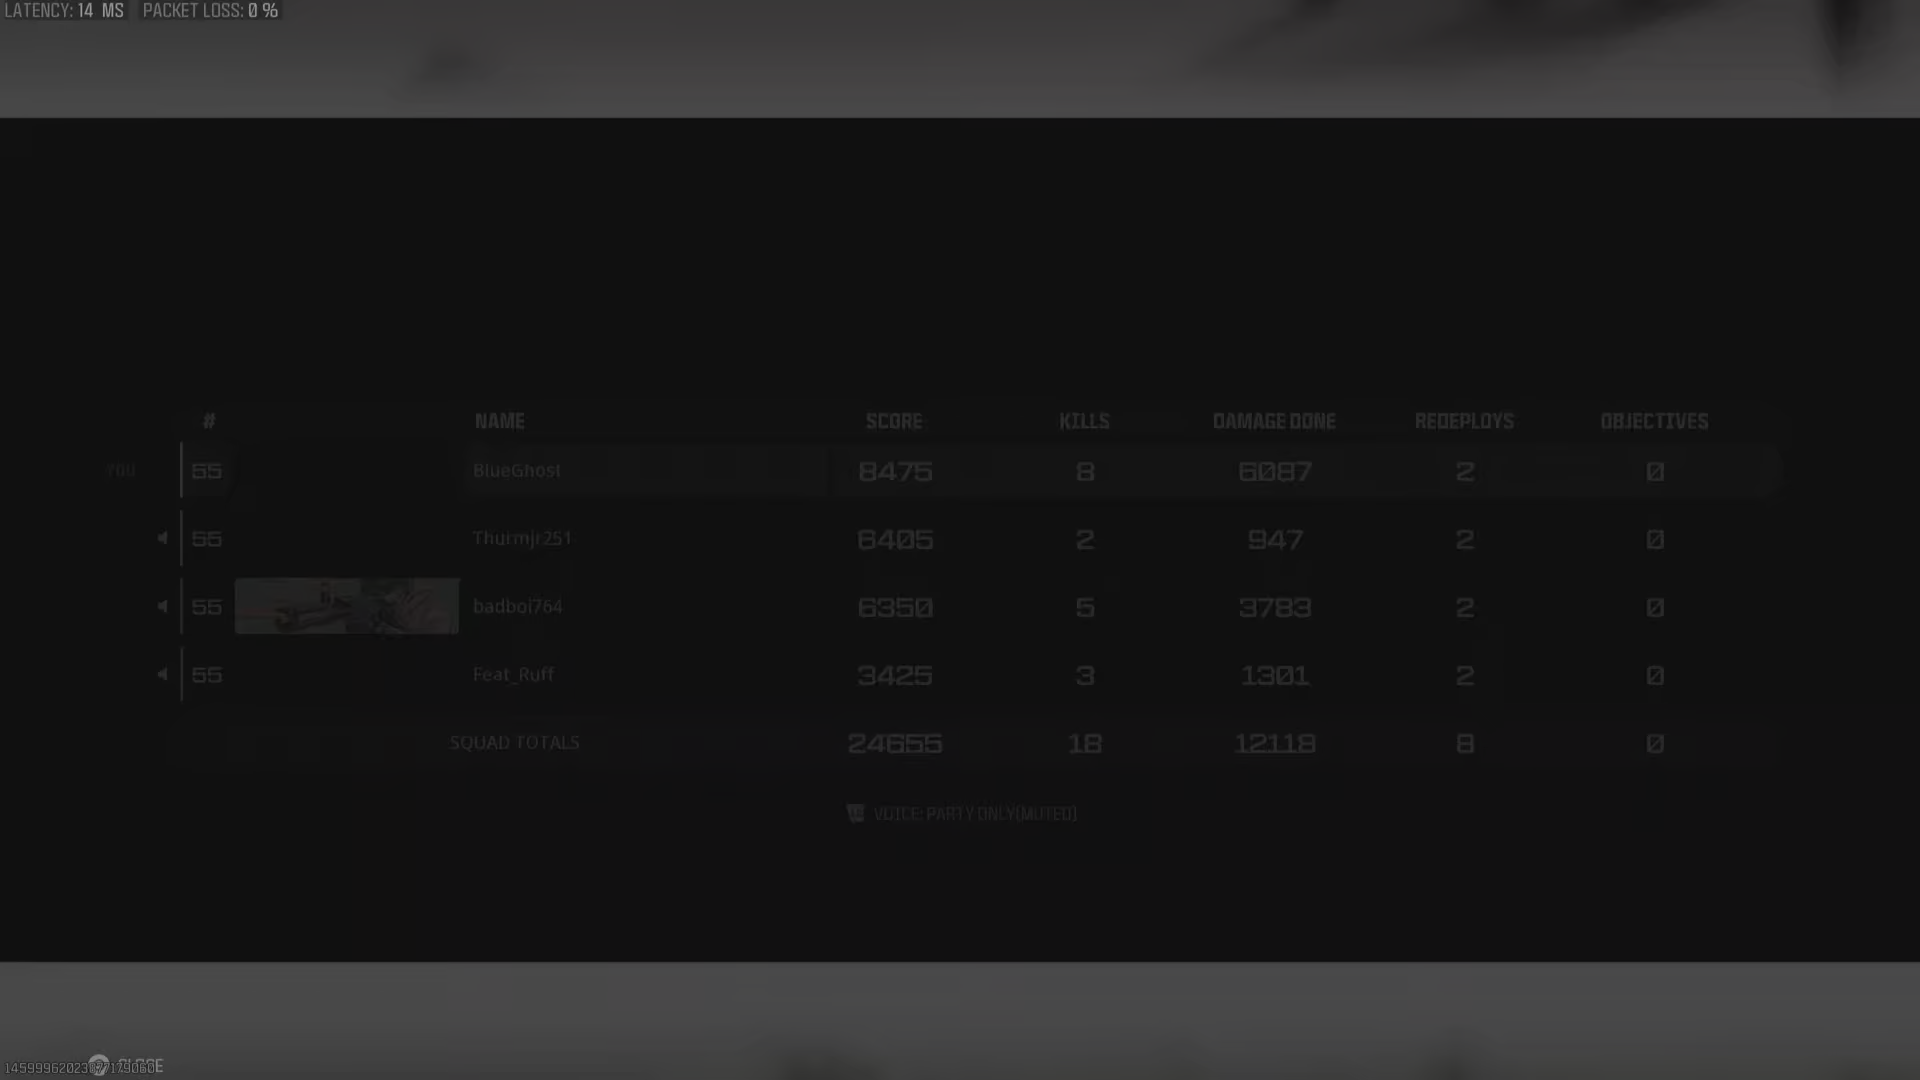 LATENCY: 14 MS PACKET LOSS: 0 %
# NAME SCORE KILLS DAMAGE DONE REDEPLOYS OBJECTIVES
YOU 55 BlueGhost 8475 8 6087 2 0
55 Thurmjr251 6405 2 947 2 0
55 badboi764 6350 5 3783 2 0
55 Feat_Ruff 3425 3 1301 2 0
SQUAD TOTALS 24655 18 12118 8 0
VOICE: PARTY ONLY(MUTED)
CLOSE